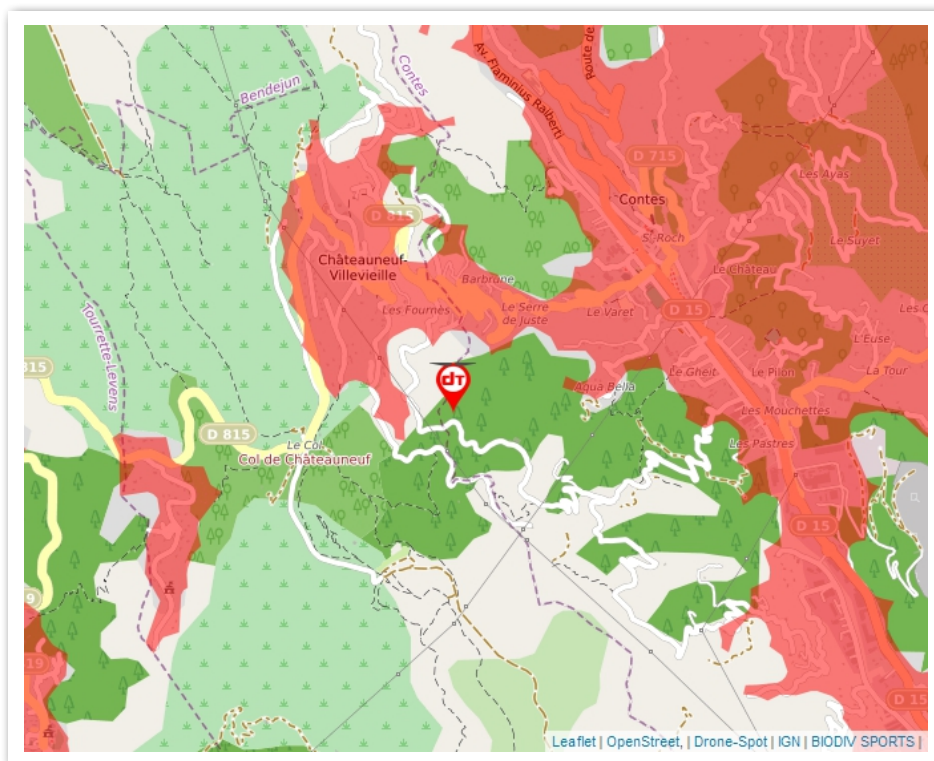 Av. Flaminius Raiberti
Route de
Contes
Bendejun
D 715
Les Ayas
Contes
D 815
St-Roch
Le Suyet
Châteauneuf-
Villevieille
Barbrune
Le Château
Les Fournès
Le Serre
de Juste
Le Varet
D 15
Tourrette-Levens
L'Euse
815
Le Gheit
Le Pilon
La Tour
dT
Aqua Bella
Les Mouchettes
D 815
Le Col
Col de Châteauneuf
Les Pastres
D 15
9
19
D 15
Leaflet | OpenStreet, | Drone-Spot | IGN | BIODIV SPORTS |